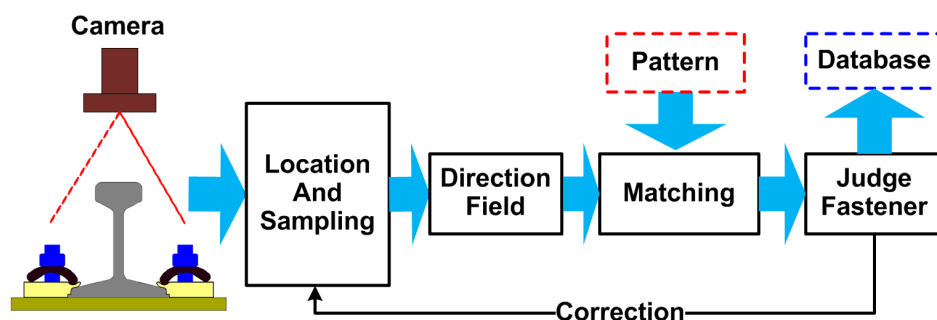 Camera
Pattern
Database
Location
And
Sampling
Direction
Field
Matching
Judge
Fastener
Correction